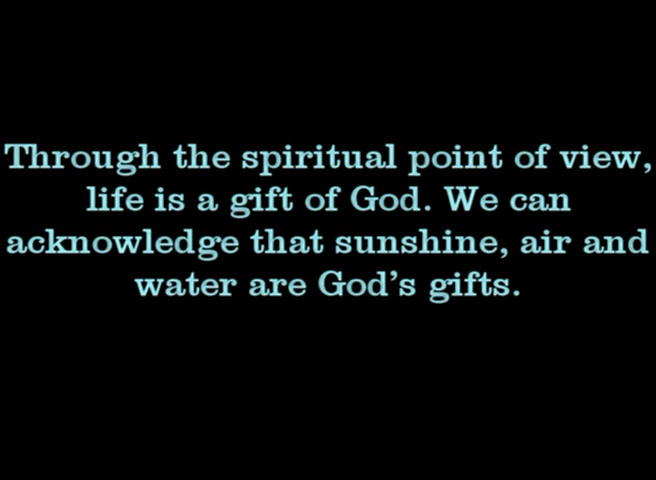 Through the spiritual point of view,
life is a gift of God. We can
acknowledge that sunshine, air and
water are God’s gifts.